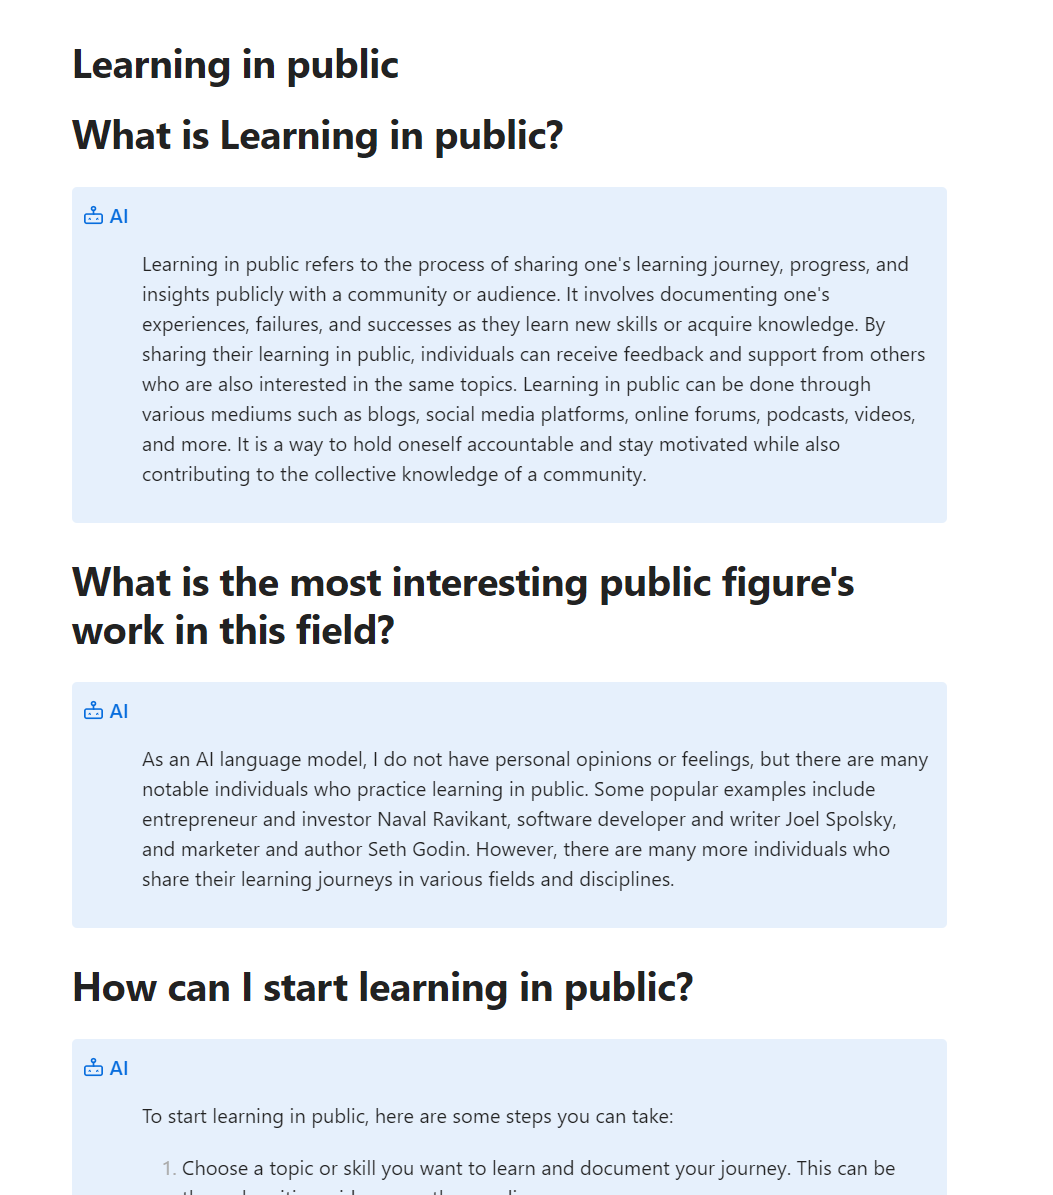 Learning in public
What is Learning in public?
AI
Learning in public refers to the process of sharing one's learning journey, progress, and
insights publicly with a community or audience. It involves documenting one's
experiences, failures, and successes as they learn new skills or acquire knowledge. By
sharing their learning in public, individuals can receive feedback and support from others
who are also interested in the same topics. Learning in public can be done through
various mediums such as blogs, social media platforms, online forums, podcasts, videos,
and more. It is a way to hold oneself accountable and stay motivated while also
contributing to the collective knowledge of a community.
What is the most interesting public figure's
work in this field?
AI
As an AI language model, I do not have personal opinions or feelings, but there are many
notable individuals who practice learning in public. Some popular examples include
entrepreneur and investor Naval Ravikant, software developer and writer Joel Spolsky,
and marketer and author Seth Godin. However, there are many more individuals who
share their learning journeys in various fields and disciplines.
How can I start learning in public?
AI
To start learning in public, here are some steps you can take:
1. Choose a topic or skill you want to learn and document your journey. This can be